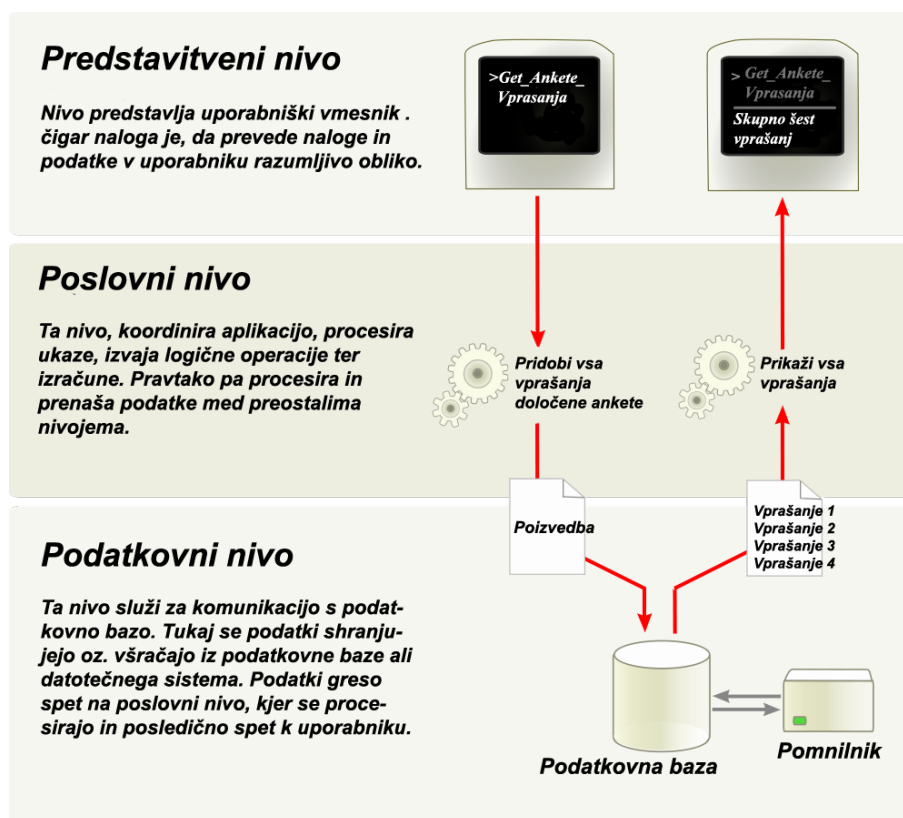 Predstavitveni nivo
Nivo predstavlja uporabniški vmesnik .
čigar naloga je, da prevede naloge in
podatke v uporabniku razumljivo obliko.
>Get_Ankete_
Vprasanja
> Get_Ankete_
Vprasanja
Skupno šest
vprašanj
Poslovni nivo
Ta nivo, koordinira aplikacijo, procesira
ukaze, izvaja logične operacije ter
izračune. Pravtako pa procesira in
prenaša podatke med preostalima
nivojema.
Pridobi vsa
vprašanja
določene ankete
Prikaži vsa
vprašanja
Poizvedba
Vprašanje 1
Vprašanje 2
Vprašanje 3
Vprašanje 4
Podatkovni nivo
Ta nivo služi za komunikacijo s podat-
kovno bazo. Tukaj se podatki shranju-
jejo oz. všračajo iz podatkovne baze ali
datotečnega sistema. Podatki greso
spet na poslovni nivo, kjer se proce-
sirajo in posledično spet k uporabniku.
Podatkovna baza
Pomnilnik